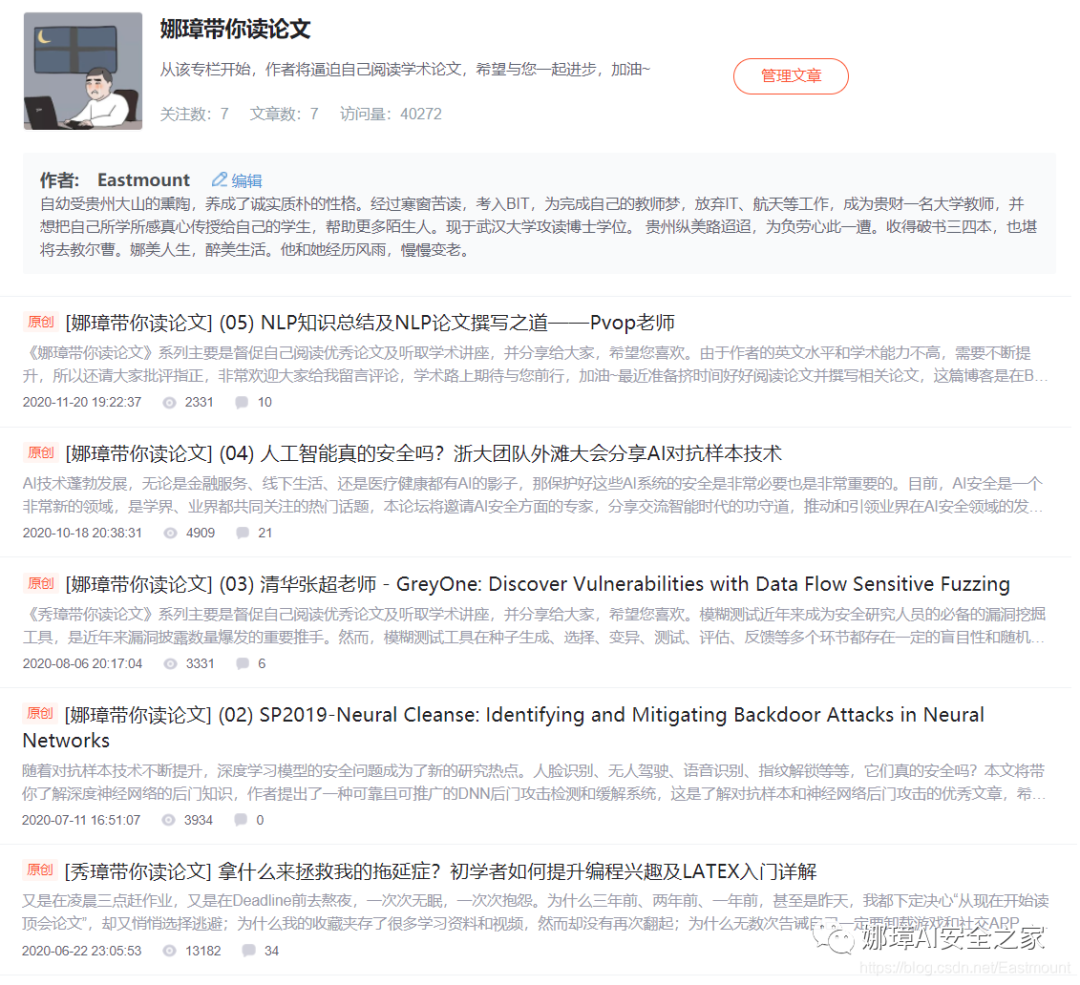 娜璋带你读论文
从该专栏开始，作者将逼迫自己阅读学术论文，希望与您一起进步，加油~
管理文章
关注数：7 文章数：7 访问量：40272
作者： Eastmount 编辑
自幼受贵州大山的熏陶，养成了诚实质朴的性格。经过寒窗苦读，考入BIT，为完成自己的教师梦，放弃IT、航天等工作，成为贵财一名大学教师，并
想把自己所学所感真心传授给自己的学生，帮助更多陌生人。现于武汉大学攻读博士学位。 贵州纵美路迢迢，为负劳心此一遭。收得破书三四本，也堪
将去教尔曹。娜美人生，醉美生活。他和她经历风雨，慢慢变老。
原创 [娜璋带你读论文] (05) NLP知识总结及NLP论文撰写之道——Pvop老师
《娜璋带你读论文》系列主要是督促自己阅读优秀论文及听取学术讲座，并分享给大家，希望您喜欢。由于作者的英文水平和学术能力不高，需要不断提
升，所以还请大家批评指正，非常欢迎大家给我留言评论，学术路上期待与您前行，加油~最近准备挤时间好好阅读论文并撰写相关论文，这篇博客是在B...
2020-11-20 19:22:37 2331 10
原创 [娜璋带你读论文] (04) 人工智能真的安全吗？浙大团队外滩大会分享AI对抗样本技术
AI技术蓬勃发展，无论是金融服务、线下生活、还是医疗健康都有AI的影子，那保护好这些AI系统的安全是非常必要也是非常重要的。目前，AI安全是一个
非常新的领域，是学界、业界都共同关注的热门话题，本论坛将邀请AI安全方面的专家，分享交流智能时代的功守道，推动和引领业界在AI安全领域的发...
2020-10-18 20:38:31 4909 21
原创 [娜璋带你读论文] (03) 清华张超老师 - GreyOne: Discover Vulnerabilities with Data Flow Sensitive Fuzzing
《秀璋带你读论文》系列主要是督促自己阅读优秀论文及听取学术讲座，并分享给大家，希望您喜欢。模糊测试近年来成为安全研究人员的必备的漏洞挖掘
工具，是近年来漏洞披露数量爆发的重要推手。然而，模糊测试工具在种子生成、选择、变异、测试、评估、反馈等多个环节都存在一定的盲目性和随机...
2020-08-06 20:17:04 3331 6
原创 [娜璋带你读论文] (02) SP2019-Neural Cleanse: Identifying and Mitigating Backdoor Attacks in Neural
Networks
随着对抗样本技术不断提升，深度学习模型的安全问题成为了新的研究热点。人脸识别、无人驾驶、语音识别、指纹解锁等等，它们真的安全吗？本文将带
你了解深度神经网络的后门知识，作者提出了一种可靠且可推广的DNN后门攻击检测和缓解系统，这是了解对抗样本和神经网络后门攻击的优秀文章，希...
2020-07-11 16:51:07 3934 0
原创 [秀璋带你读论文] 拿什么来拯救我的拖延症？初学者如何提升编程兴趣及LATEX入门详解
又是在凌晨三点赶作业，又是在Deadline前去熬夜，一次次无眠，一次次抱怨。为什么三年前、两年前、一年前，甚至是昨天，我都下定决心“从现在开始读
顶会论文”，却又悄悄选择逃避；为什么我的收藏夹存了很多学习资料和视频，然而却没有再次翻起；为什么无数次告诫自己一定要卸载游戏和社交APP
2020-06-22 23:05:53 13182 34
娜璋AI安全之家
https://blog.csdn.net/Eastmount